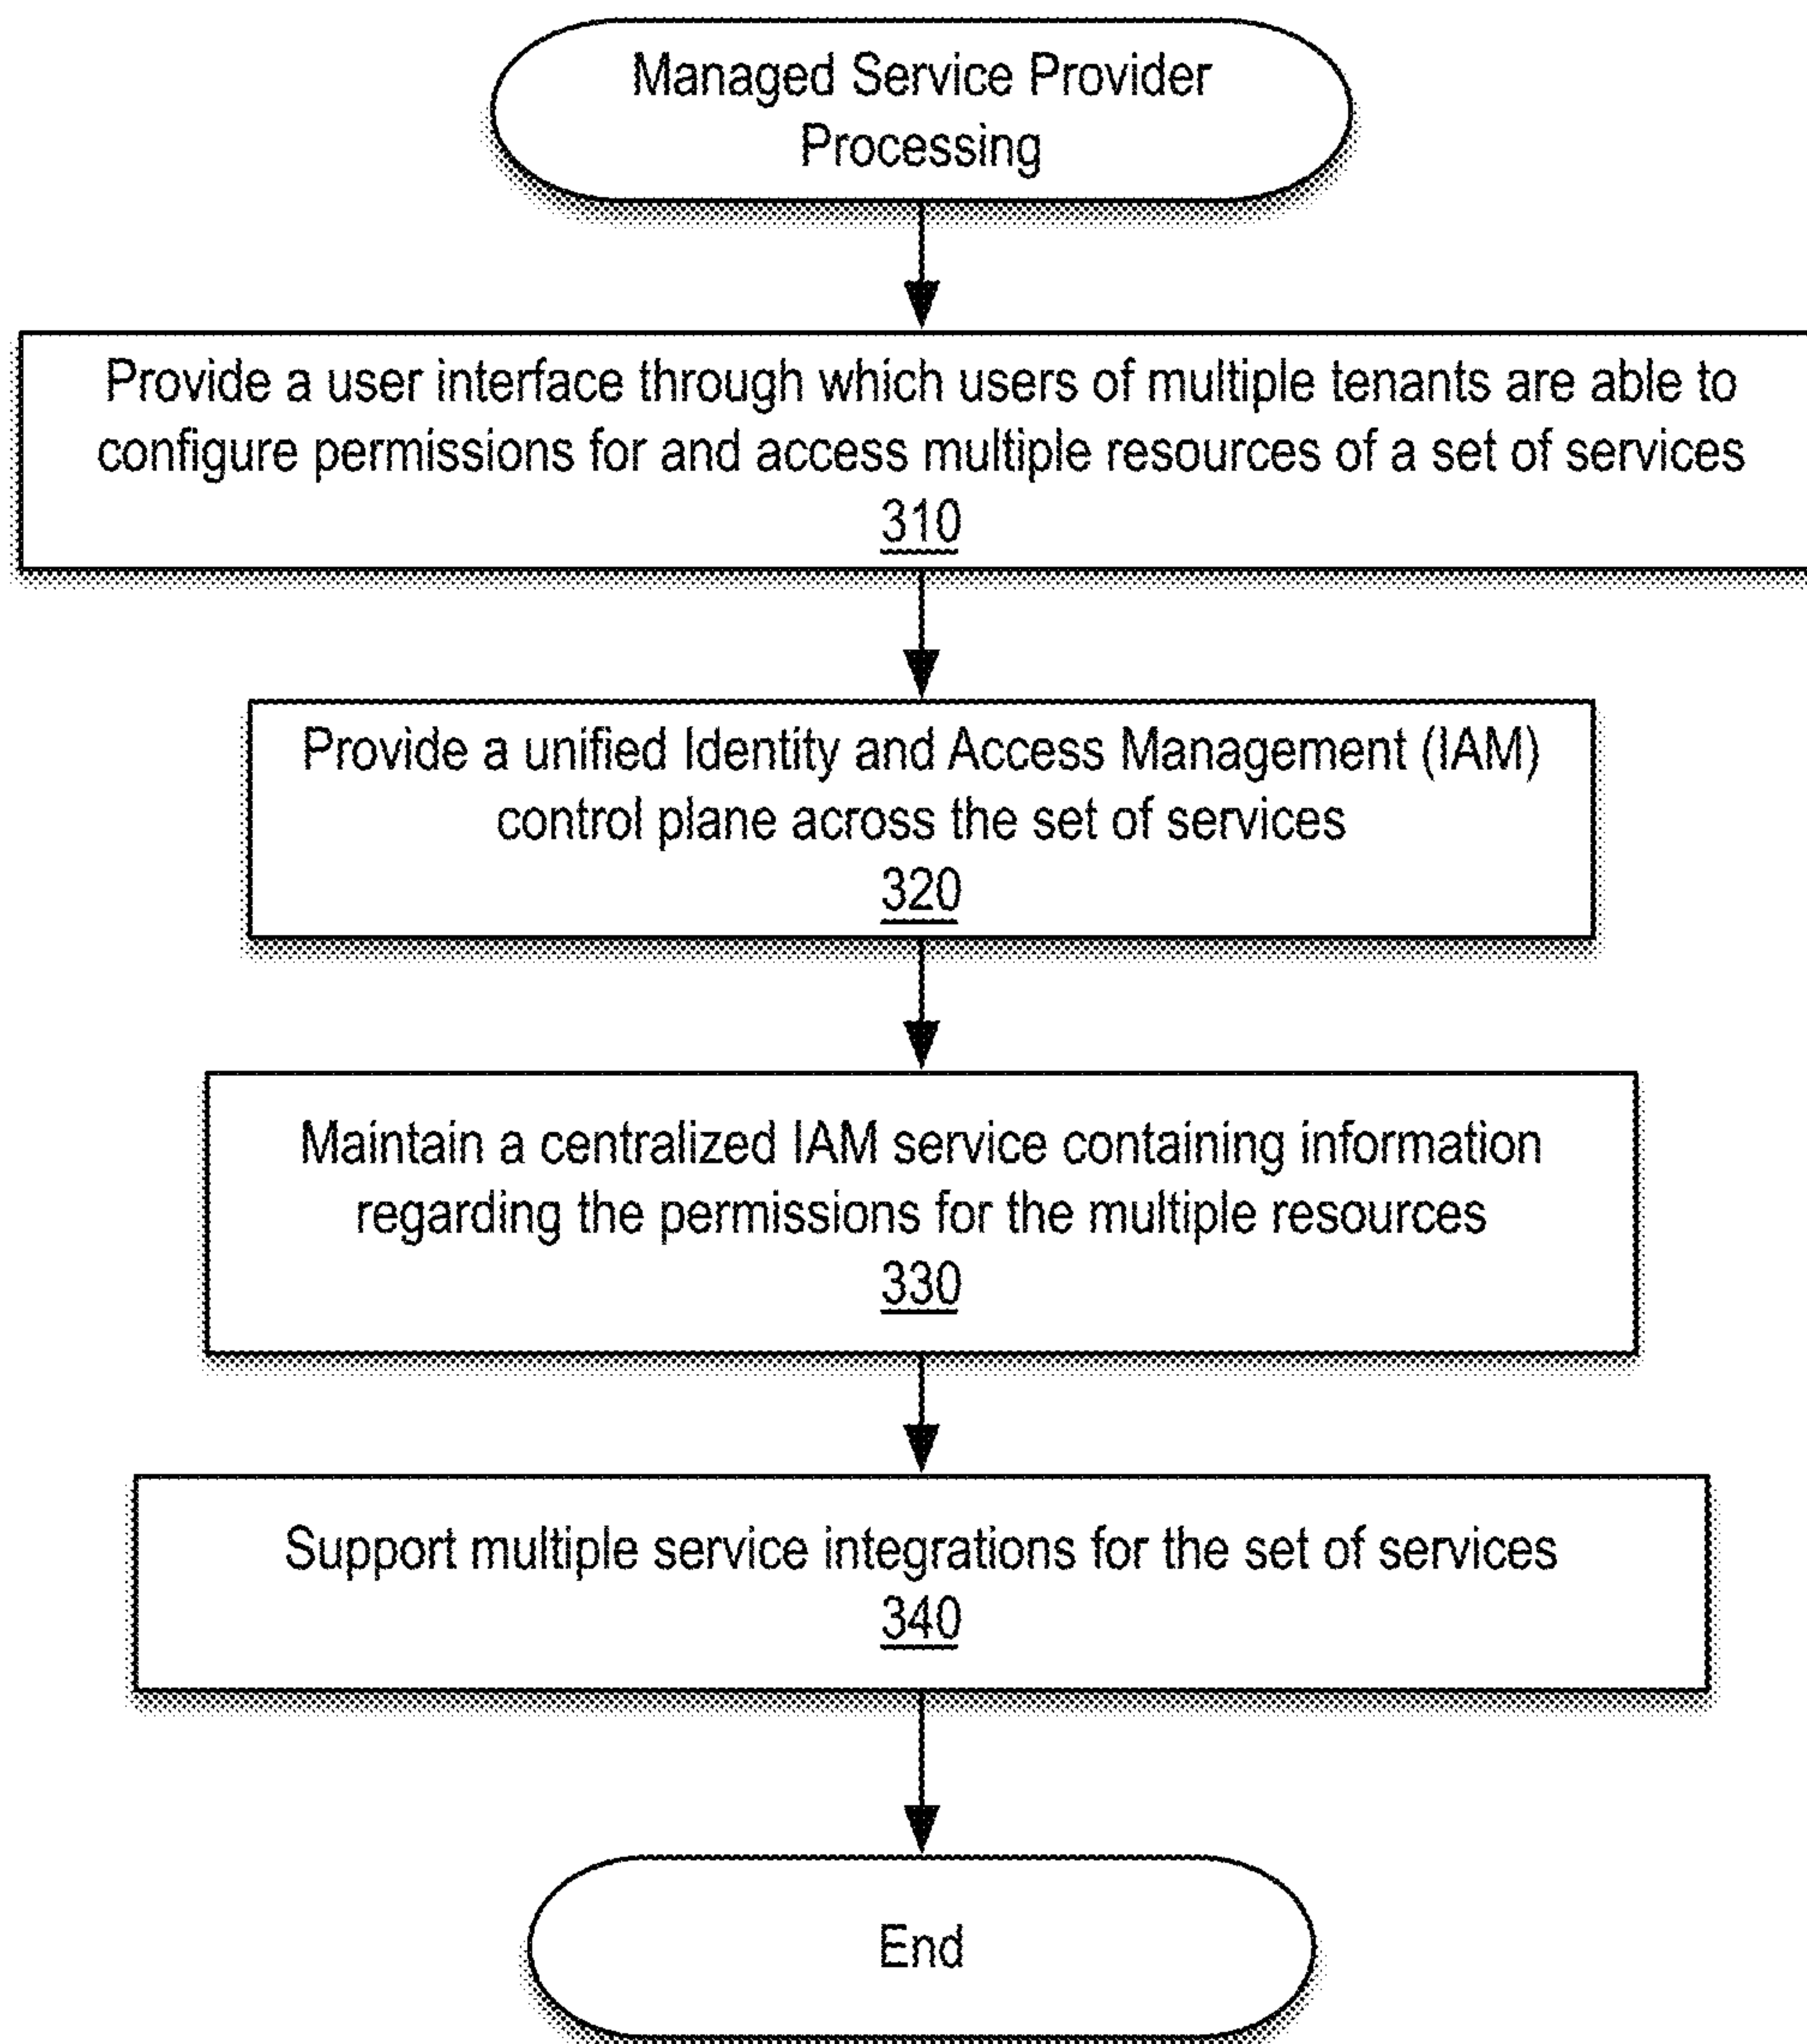 Managed Service Provider
Processing
Provide a user interface through which users of multiple tenants are able to
configure permissions for and access multiple resources of a set of services
310
Provide a unified Identity and Access Management (IAM)
control plane across the set of services
320
Maintain a centralized IAM service containing information
regarding the permissions for the multiple resources
330
Support multiple service integrations for the set of services
340
End